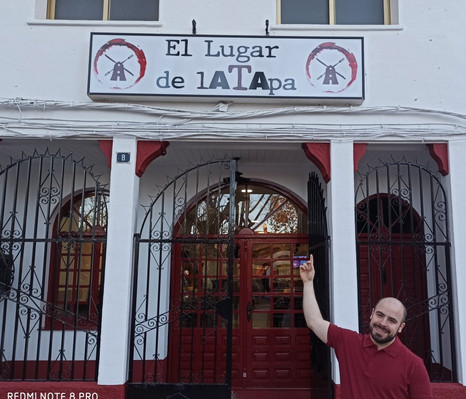 El Lugar
de lATApa
8
REDMI NOTE 8 PRO